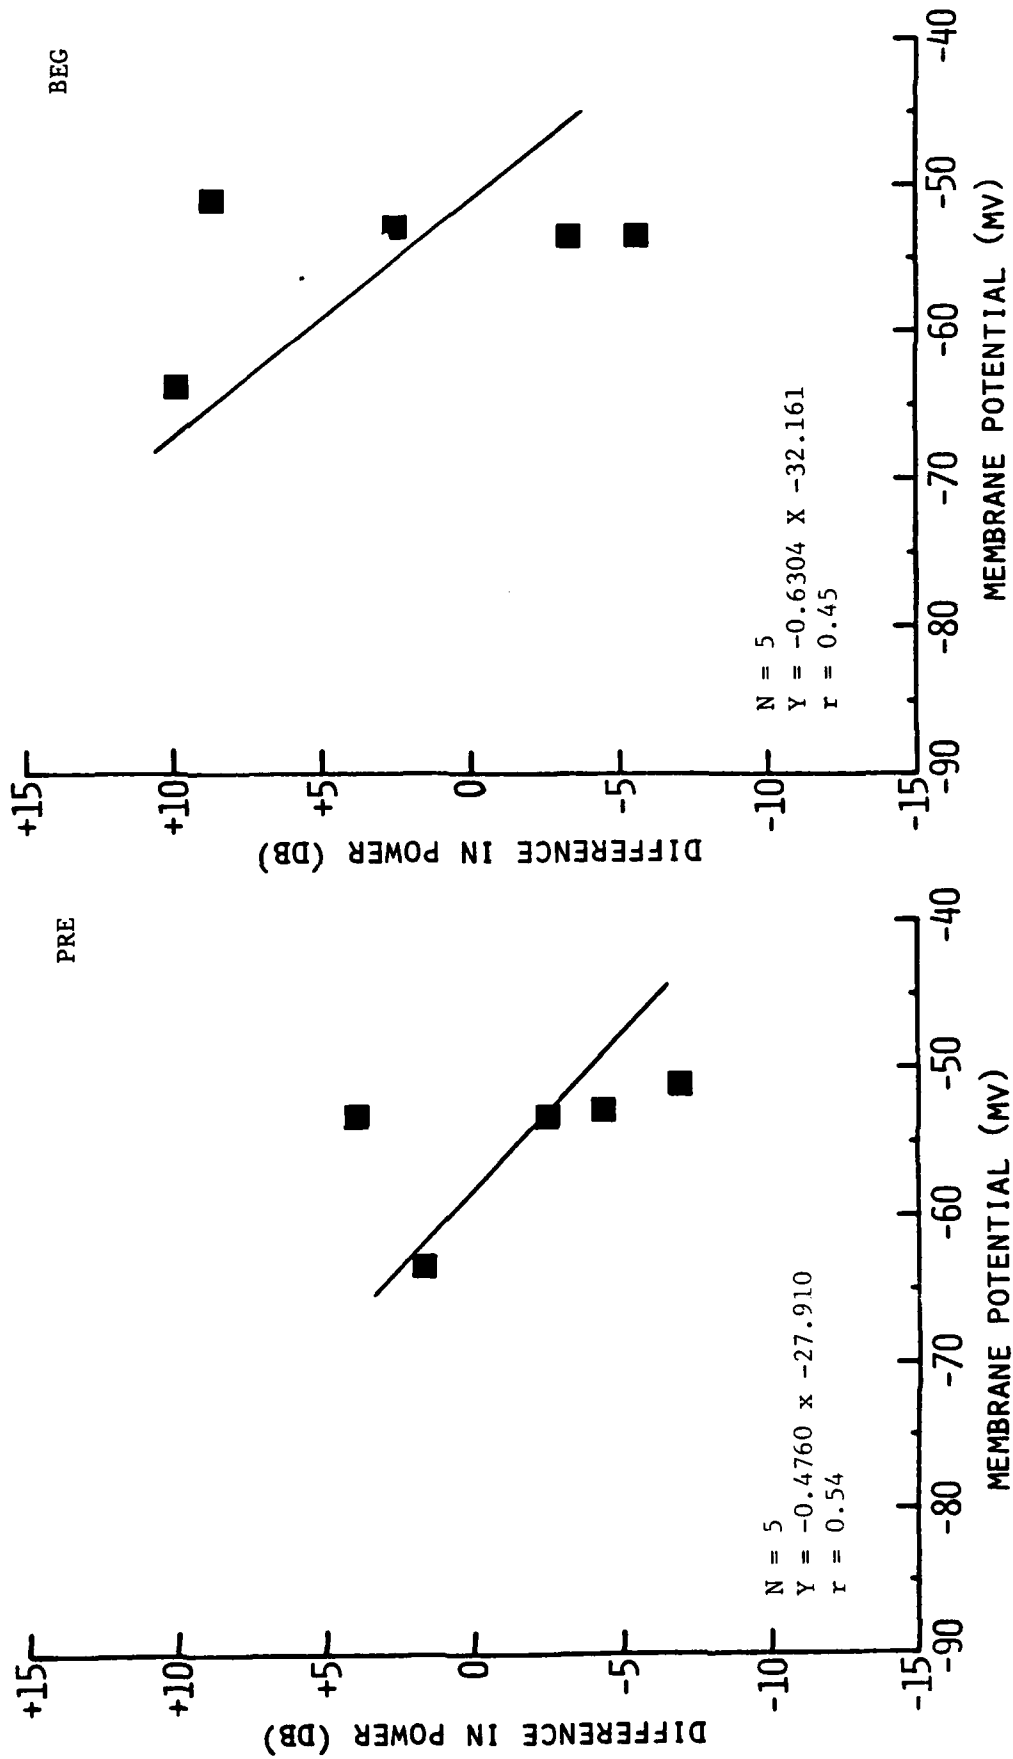 PRE
+15
+10
+5
0
-5
-10
-15
DIFFERENCE IN POWER (DB)
N = 5
Y = -0.4760 x -27.910
r = 0.54
-90
-80
-70
-60
-50
-40
MEMBRANE POTENTIAL (MV)
BEG
+15
+10
+5
0
-5
-10
-15
DIFFERENCE IN POWER (DB)
N = 5
Y = -0.6304 X -32.161
r = 0.45
-90
-80
-70
-60
-50
-40
MEMBRANE POTENTIAL (MV)